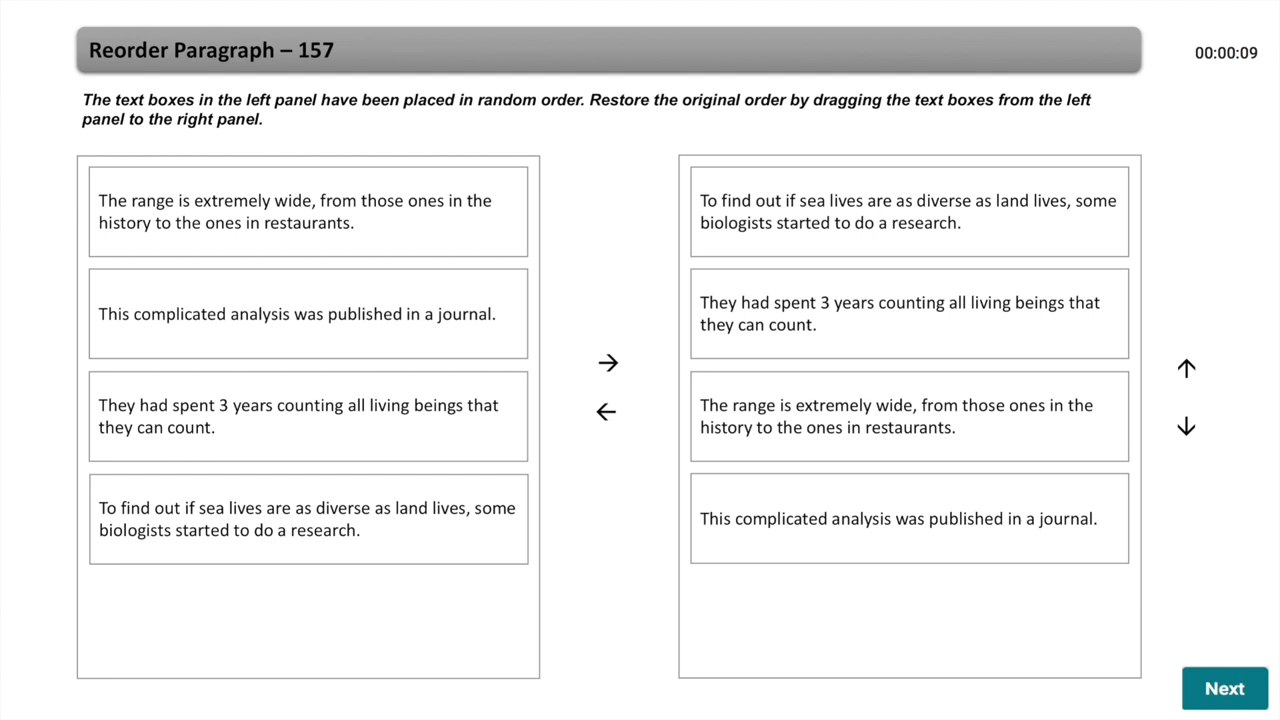 Reorder Paragraph – 157
00:00:09
The text boxes in the left panel have been placed in random order. Restore the original order by dragging the text boxes from the left
panel to the right panel.
The range is extremely wide, from those ones in the
history to the ones in restaurants.
This complicated analysis was published in a journal.
They had spent 3 years counting all living beings that
they can count.
To find out if sea lives are as diverse as land lives, some
biologists started to do a research.
To find out if sea lives are as diverse as land lives, some
biologists started to do a research.
They had spent 3 years counting all living beings that
they can count.
The range is extremely wide, from those ones in the
history to the ones in restaurants.
This complicated analysis was published in a journal.
Next